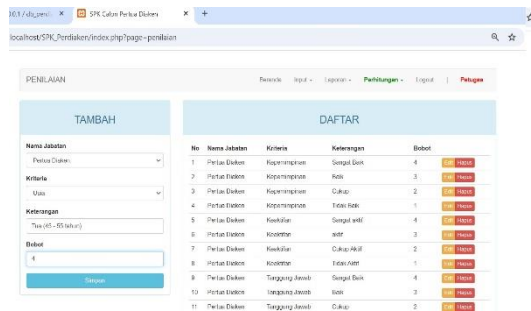 SPK Calon Pertua Diaken
localhost/SPK_Perdiaken/index.php?page=penilaian
PENILAIAN
Beranda Input Laporan Perhitungan Logout | Petugas
TAMBAH
Nama Jabatan
Pertua Diaken
Kriteria
Usia
Keterangan
Tua (45 - 55 tahun)
Bobot
4
Simpan
DAFTAR
No Nama Jabatan Kriteria Keterangan Bobot
1 Pertua Diaken Kepemimpinan Sangat Baik 4 Edit Hapus
2 Pertua Diaken Kepemimpinan Baik 3 Edit Hapus
3 Pertua Diaken Kepemimpinan Cukup 2 Edit Hapus
4 Pertua Diaken Kepemimpinan Tidak Baik 1 Edit Hapus
5 Pertua Diaken Keaktifan Sangat aktif 4 Edit Hapus
6 Pertua Diaken Keaktifan aktif 3 Edit Hapus
7 Pertua Diaken Keaktifan Cukup Aktif 2 Edit Hapus
8 Pertua Diaken Keaktifan Tidak Aktif 1 Edit Hapus
9 Pertua Diaken Tanggung Jawab Sangat Baik 4 Edit Hapus
10 Pertua Diaken Tanggung Jawab Baik 3 Edit Hapus
11 Pertua Diaken Tanggung Jawab Cukup 2 Edit Hapus